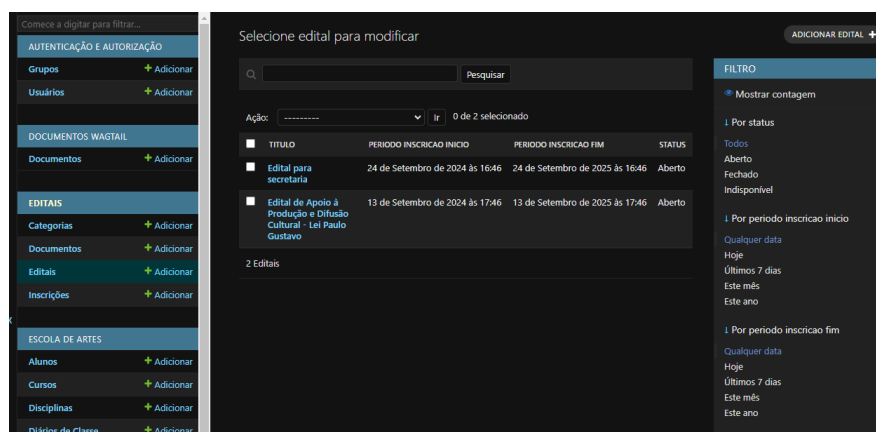 Comece a digitar para filtrar...
AUTENTICAÇÃO E AUTORIZAÇÃO
Grupos + Adicionar
Usuários + Adicionar
DOCUMENTOS WAGTAIL
Documentos + Adicionar
EDITAIS
Categorias + Adicionar
Documentos + Adicionar
Editais + Adicionar
Inscrições + Adicionar
ESCOLA DE ARTES
Alunos + Adicionar
Cursos + Adicionar
Disciplinas + Adicionar
Diários de Classe + Adicionar
Selecione edital para modificar
ADICIONAR EDITAL +
Pesquisar
Ação: --------- Ir 0 de 2 selecionado
TITULO PERIODO INSCRICAO INICIO PERIODO INSCRICAO FIM STATUS
Edital para 24 de Setembro de 2024 às 16:46 24 de Setembro de 2025 às 16:46 Aberto
secretaria
Edital de Apoio à 13 de Setembro de 2024 às 17:46 13 de Setembro de 2025 às 17:46 Aberto
Produção e Difusão
Cultural - Lei Paulo
Gustavo
2 Editais
FILTRO
Mostrar contagem
↓ Por status
Todos
Aberto
Fechado
Indisponível
↓ Por periodo inscricao inicio
Qualquer data
Hoje
Últimos 7 dias
Este mês
Este ano
↓ Por periodo inscricao fim
Qualquer data
Hoje
Últimos 7 dias
Este mês
Este ano